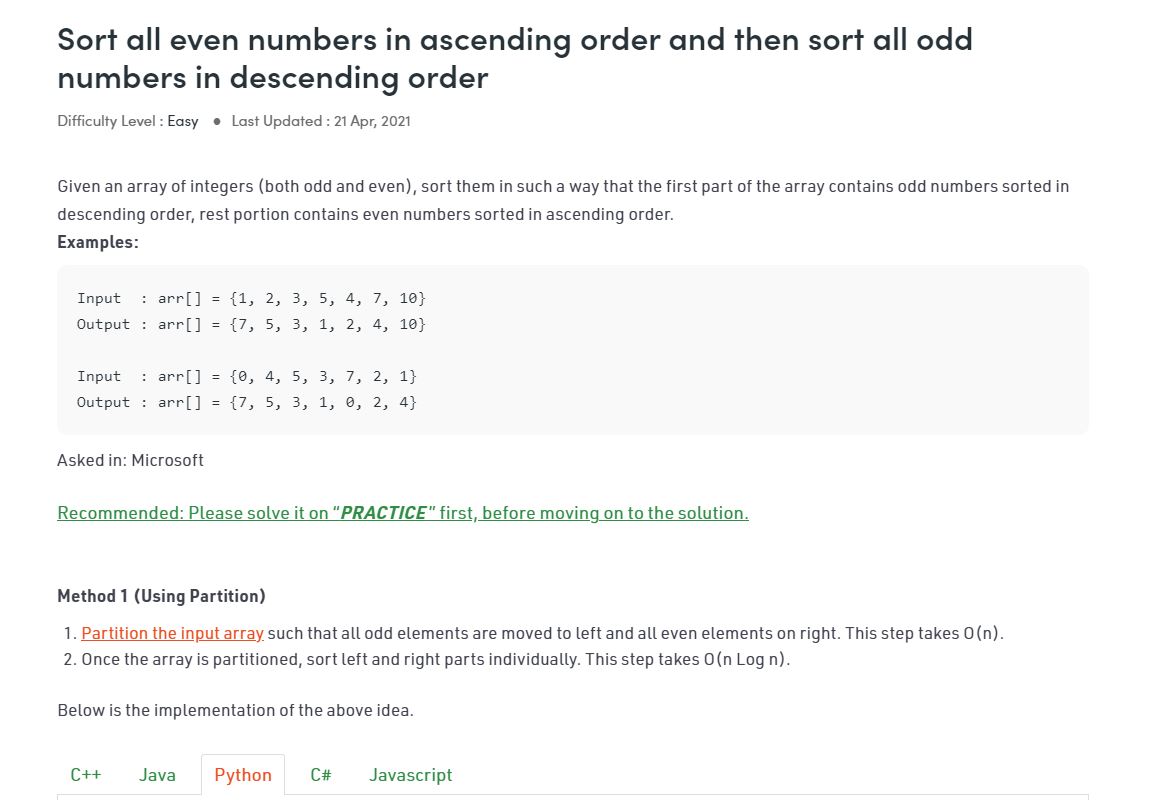 Sort all even numbers in ascending order and then sort all odd
numbers in descending order
Difficulty Level : Easy ● Last Updated : 21 Apr, 2021
Given an array of integers (both odd and even), sort them in such a way that the first part of the array contains odd numbers sorted in
descending order, rest portion contains even numbers sorted in ascending order.
Examples:
Input  : arr[] = {1, 2, 3, 5, 4, 7, 10}
Output : arr[] = {7, 5, 3, 1, 2, 4, 10}
Input  : arr[] = {0, 4, 5, 3, 7, 2, 1}
Output : arr[] = {7, 5, 3, 1, 0, 2, 4}
Asked in: Microsoft
Recommended: Please solve it on “PRACTICE” first, before moving on to the solution.
Method 1 (Using Partition)
1. Partition the input array such that all odd elements are moved to left and all even elements on right. This step takes O(n).
2. Once the array is partitioned, sort left and right parts individually. This step takes O(n Log n).
Below is the implementation of the above idea.
C++ Java Python C# Javascript